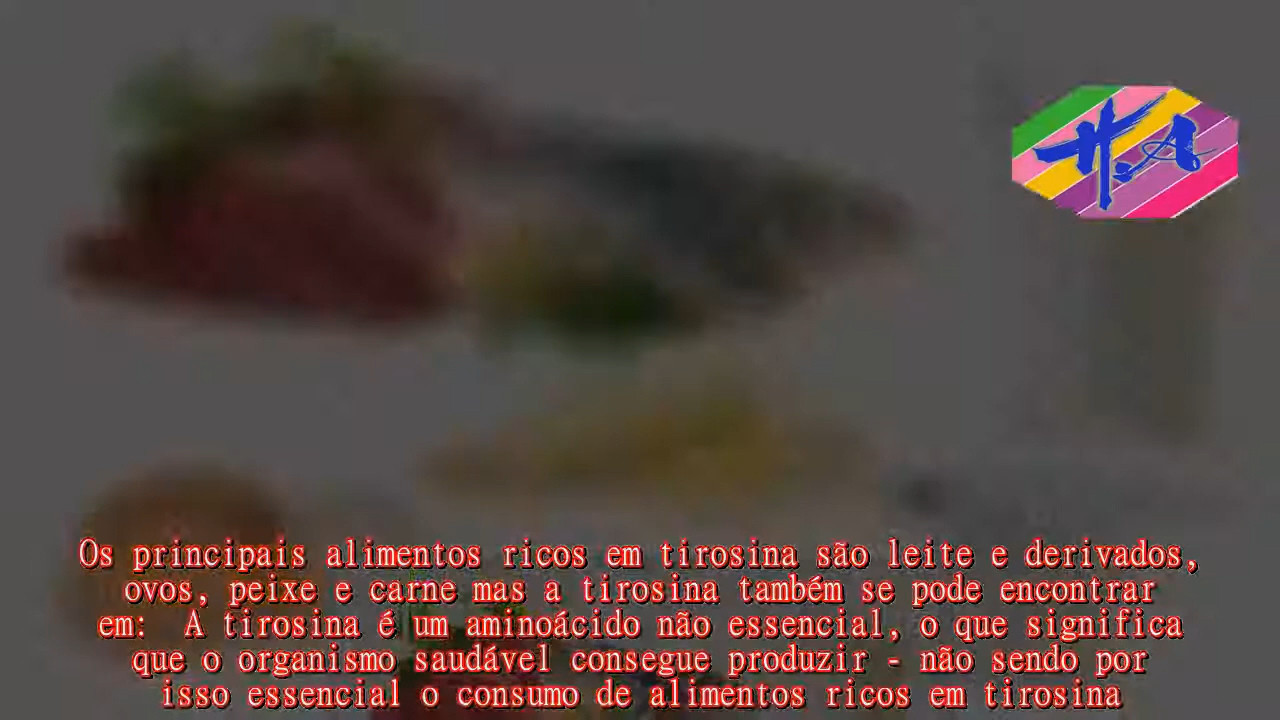 H.A
Os principais alimentos ricos em tirosina são leite e derivados,
ovos, peixe e carne mas a tirosina também se pode encontrar
em:  A tirosina é um aminoácido não essencial, o que significa
que o organismo saudável consegue produzir - não sendo por
isso essencial o consumo de alimentos ricos em tirosina